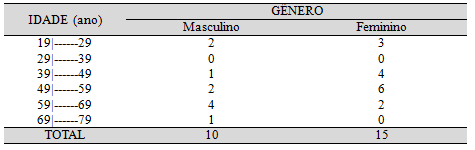 IDADE (ano) GÊNERO
Masculino Feminino
19|------29 2 3
29|------39 0 0
39|------49 1 4
49|------59 2 6
59|------69 4 2
69|------79 1 0
TOTAL 10 15